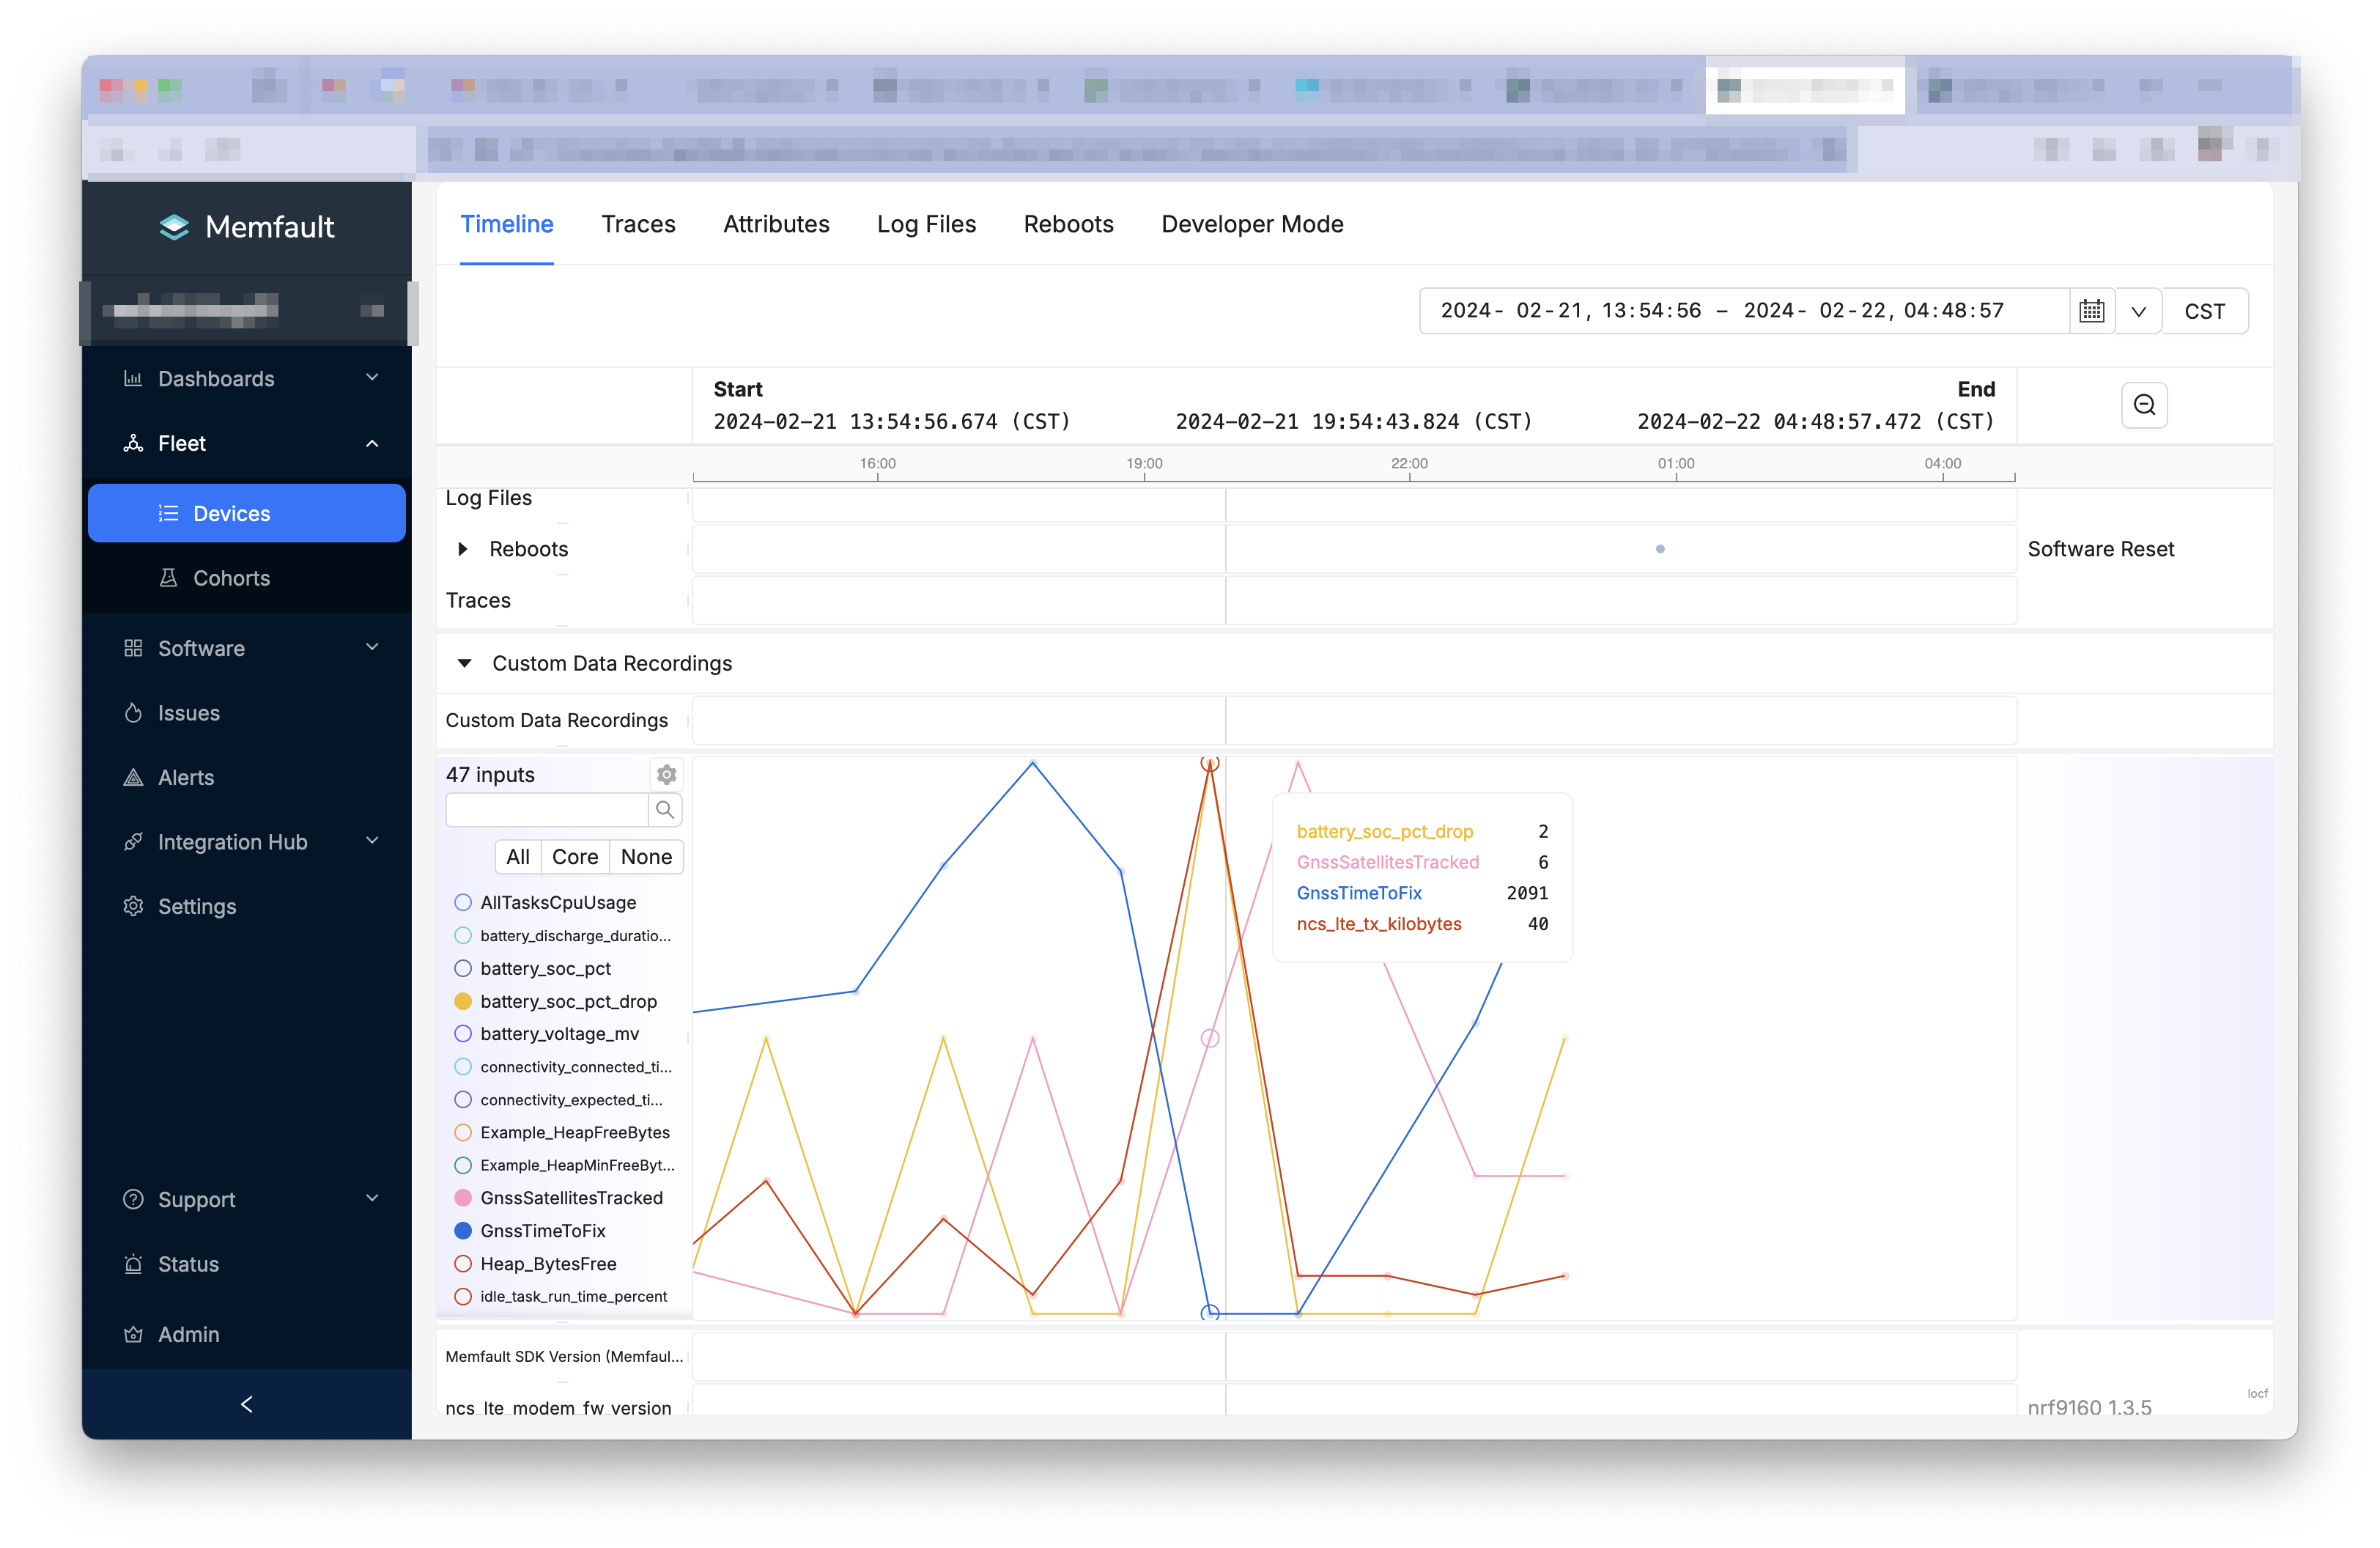 Memfault
Dashboards
Fleet
Devices
Cohorts
Software
Issues
Alerts
Integration Hub
Settings
Support
Status
Admin
Timeline
Traces
Attributes
Log Files
Reboots
Developer Mode
2024- 02-21, 13:54:56 – 2024- 02-22, 04:48:57
CST
Start
End
2024-02-21 13:54:56.674 (CST)
2024-02-21 19:54:43.824 (CST)
2024-02-22 04:48:57.472 (CST)
16:00
19:00
22:00
01:00
04:00
Log Files
Reboots
Software Reset
Traces
Custom Data Recordings
Custom Data Recordings
47 inputs
All
Core
None
AllTasksCpuUsage
battery_discharge_duratio...
battery_soc_pct
battery_soc_pct_drop
battery_voltage_mv
connectivity_connected_ti...
connectivity_expected_ti...
Example_HeapFreeBytes
Example_HeapMinFreeByt...
GnssSatellitesTracked
GnssTimeToFix
Heap_BytesFree
idle_task_run_time_percent
battery_soc_pct_drop 2
GnssSatellitesTracked 6
GnssTimeToFix 2091
ncs_lte_tx_kilobytes 40
Memfault SDK Version (Memfaul...
ncs_lte_modem_fw_version
locf
nrf9160 1.3.5